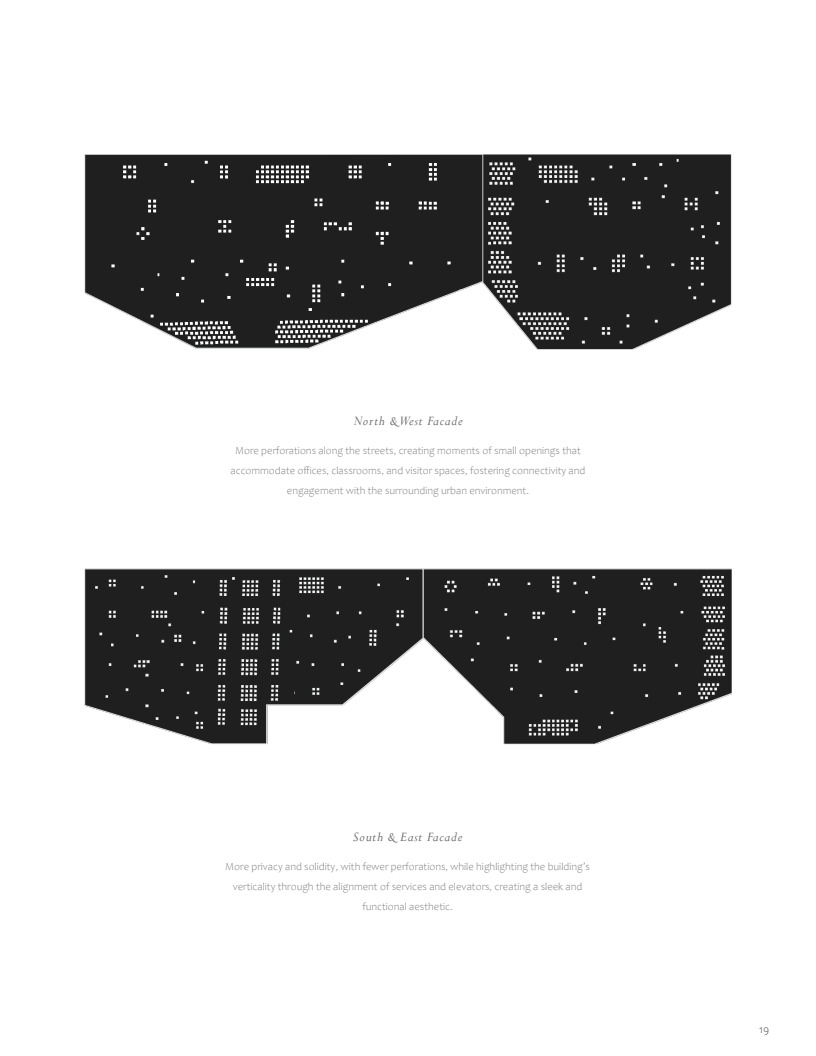 North & West Facade
More perforations along the streets, creating moments of small openings that
accommodate offices, classrooms, and visitor spaces, fostering connectivity and
engagement with the surrounding urban environment.
South & East Facade
More privacy and solidity, with fewer perforations, while highlighting the building's
verticality through the alignment of services and elevators, creating a sleek and
functional aesthetic.
19